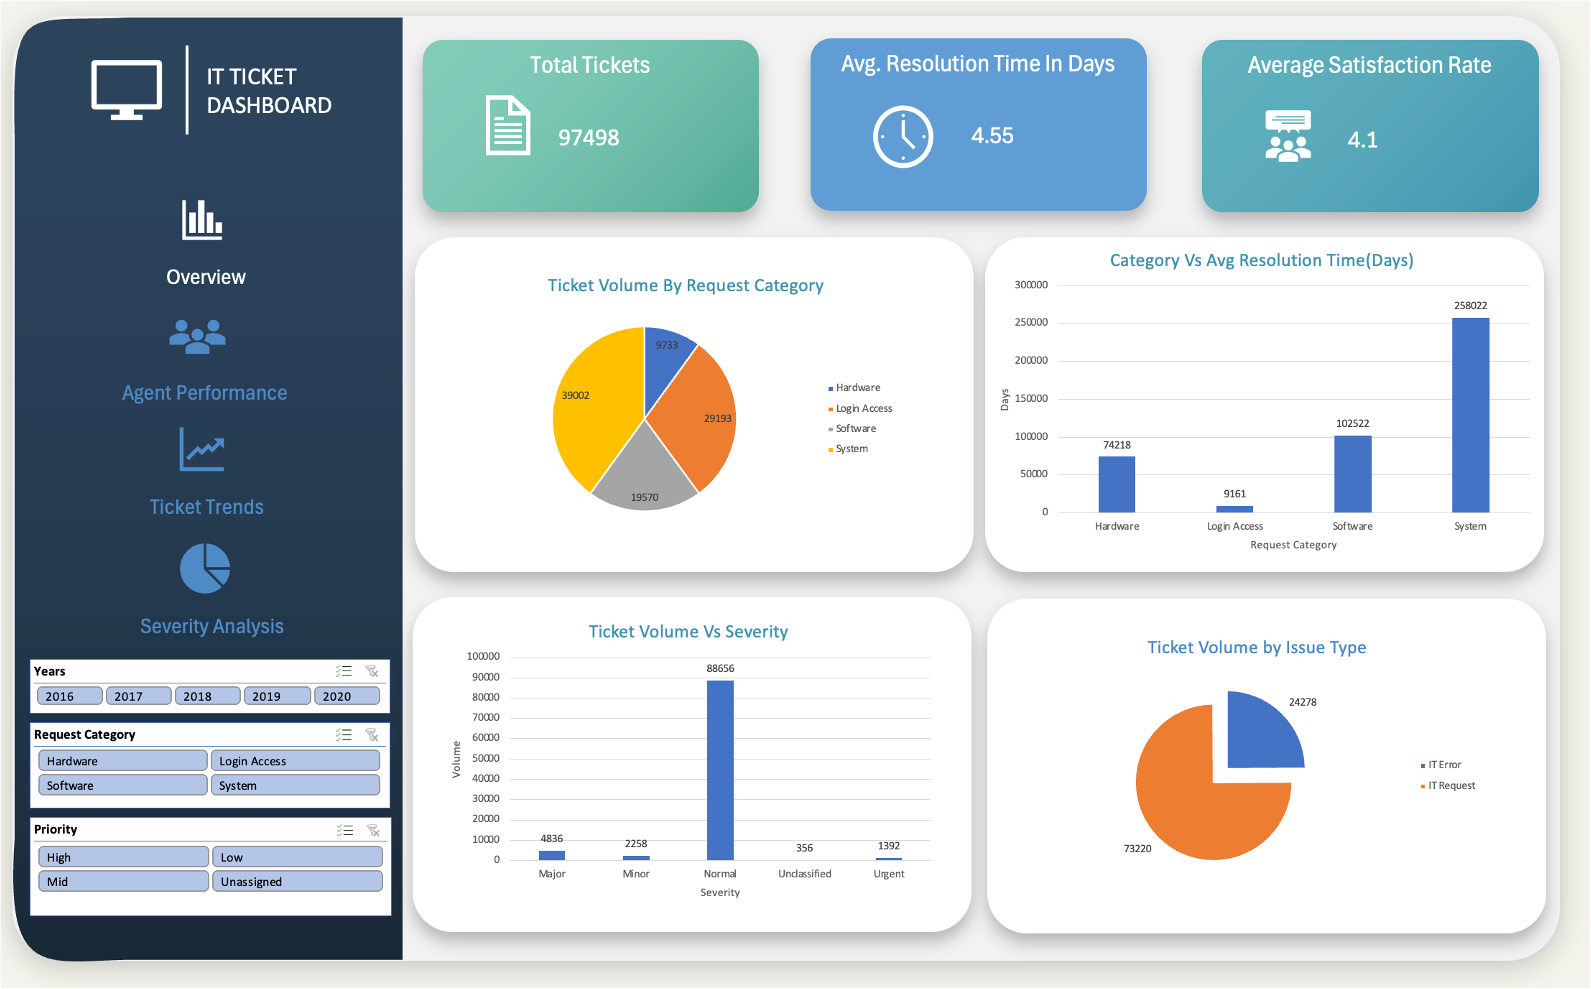 IT TICKET
DASHBOARD
Overview
Agent Performance
Ticket Trends
Severity Analysis
Years
2016 2017 2018 2019 2020
Request Category
Hardware Login Access
Software System
Priority
High Low
Mid Unassigned
Total Tickets
97498
Avg. Resolution Time In Days
4.55
Average Satisfaction Rate
4.1
Ticket Volume By Request Category
9733
29193
19570
39002
Hardware
Login Access
Software
System
Category Vs Avg Resolution Time(Days)
Days
300000
250000
200000
150000
100000
50000
0
74218
9161
102522
258022
Hardware Login Access Software System
Request Category
Ticket Volume Vs Severity
Volume
100000
90000
80000
70000
60000
50000
40000
30000
20000
10000
0
4836
2258
88656
356
1392
Major Minor Normal Unclassified Urgent
Severity
Ticket Volume by Issue Type
24278
73220
IT Error
IT Request